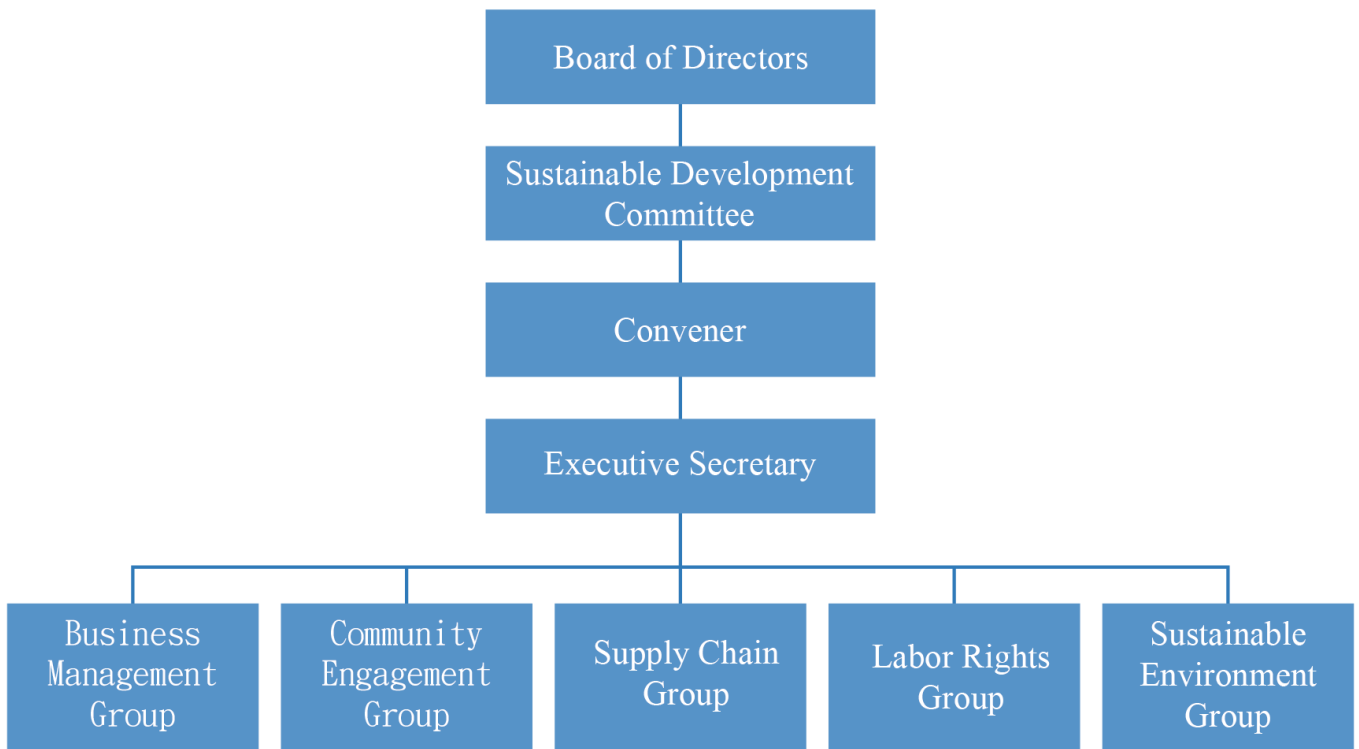 Board of Directors
Sustainable Development
Committee
Convener
Executive Secretary
Business
Management
Group
Community
Engagement
Group
Supply Chain
Group
Labor Rights
Group
Sustainable
Environment
Group